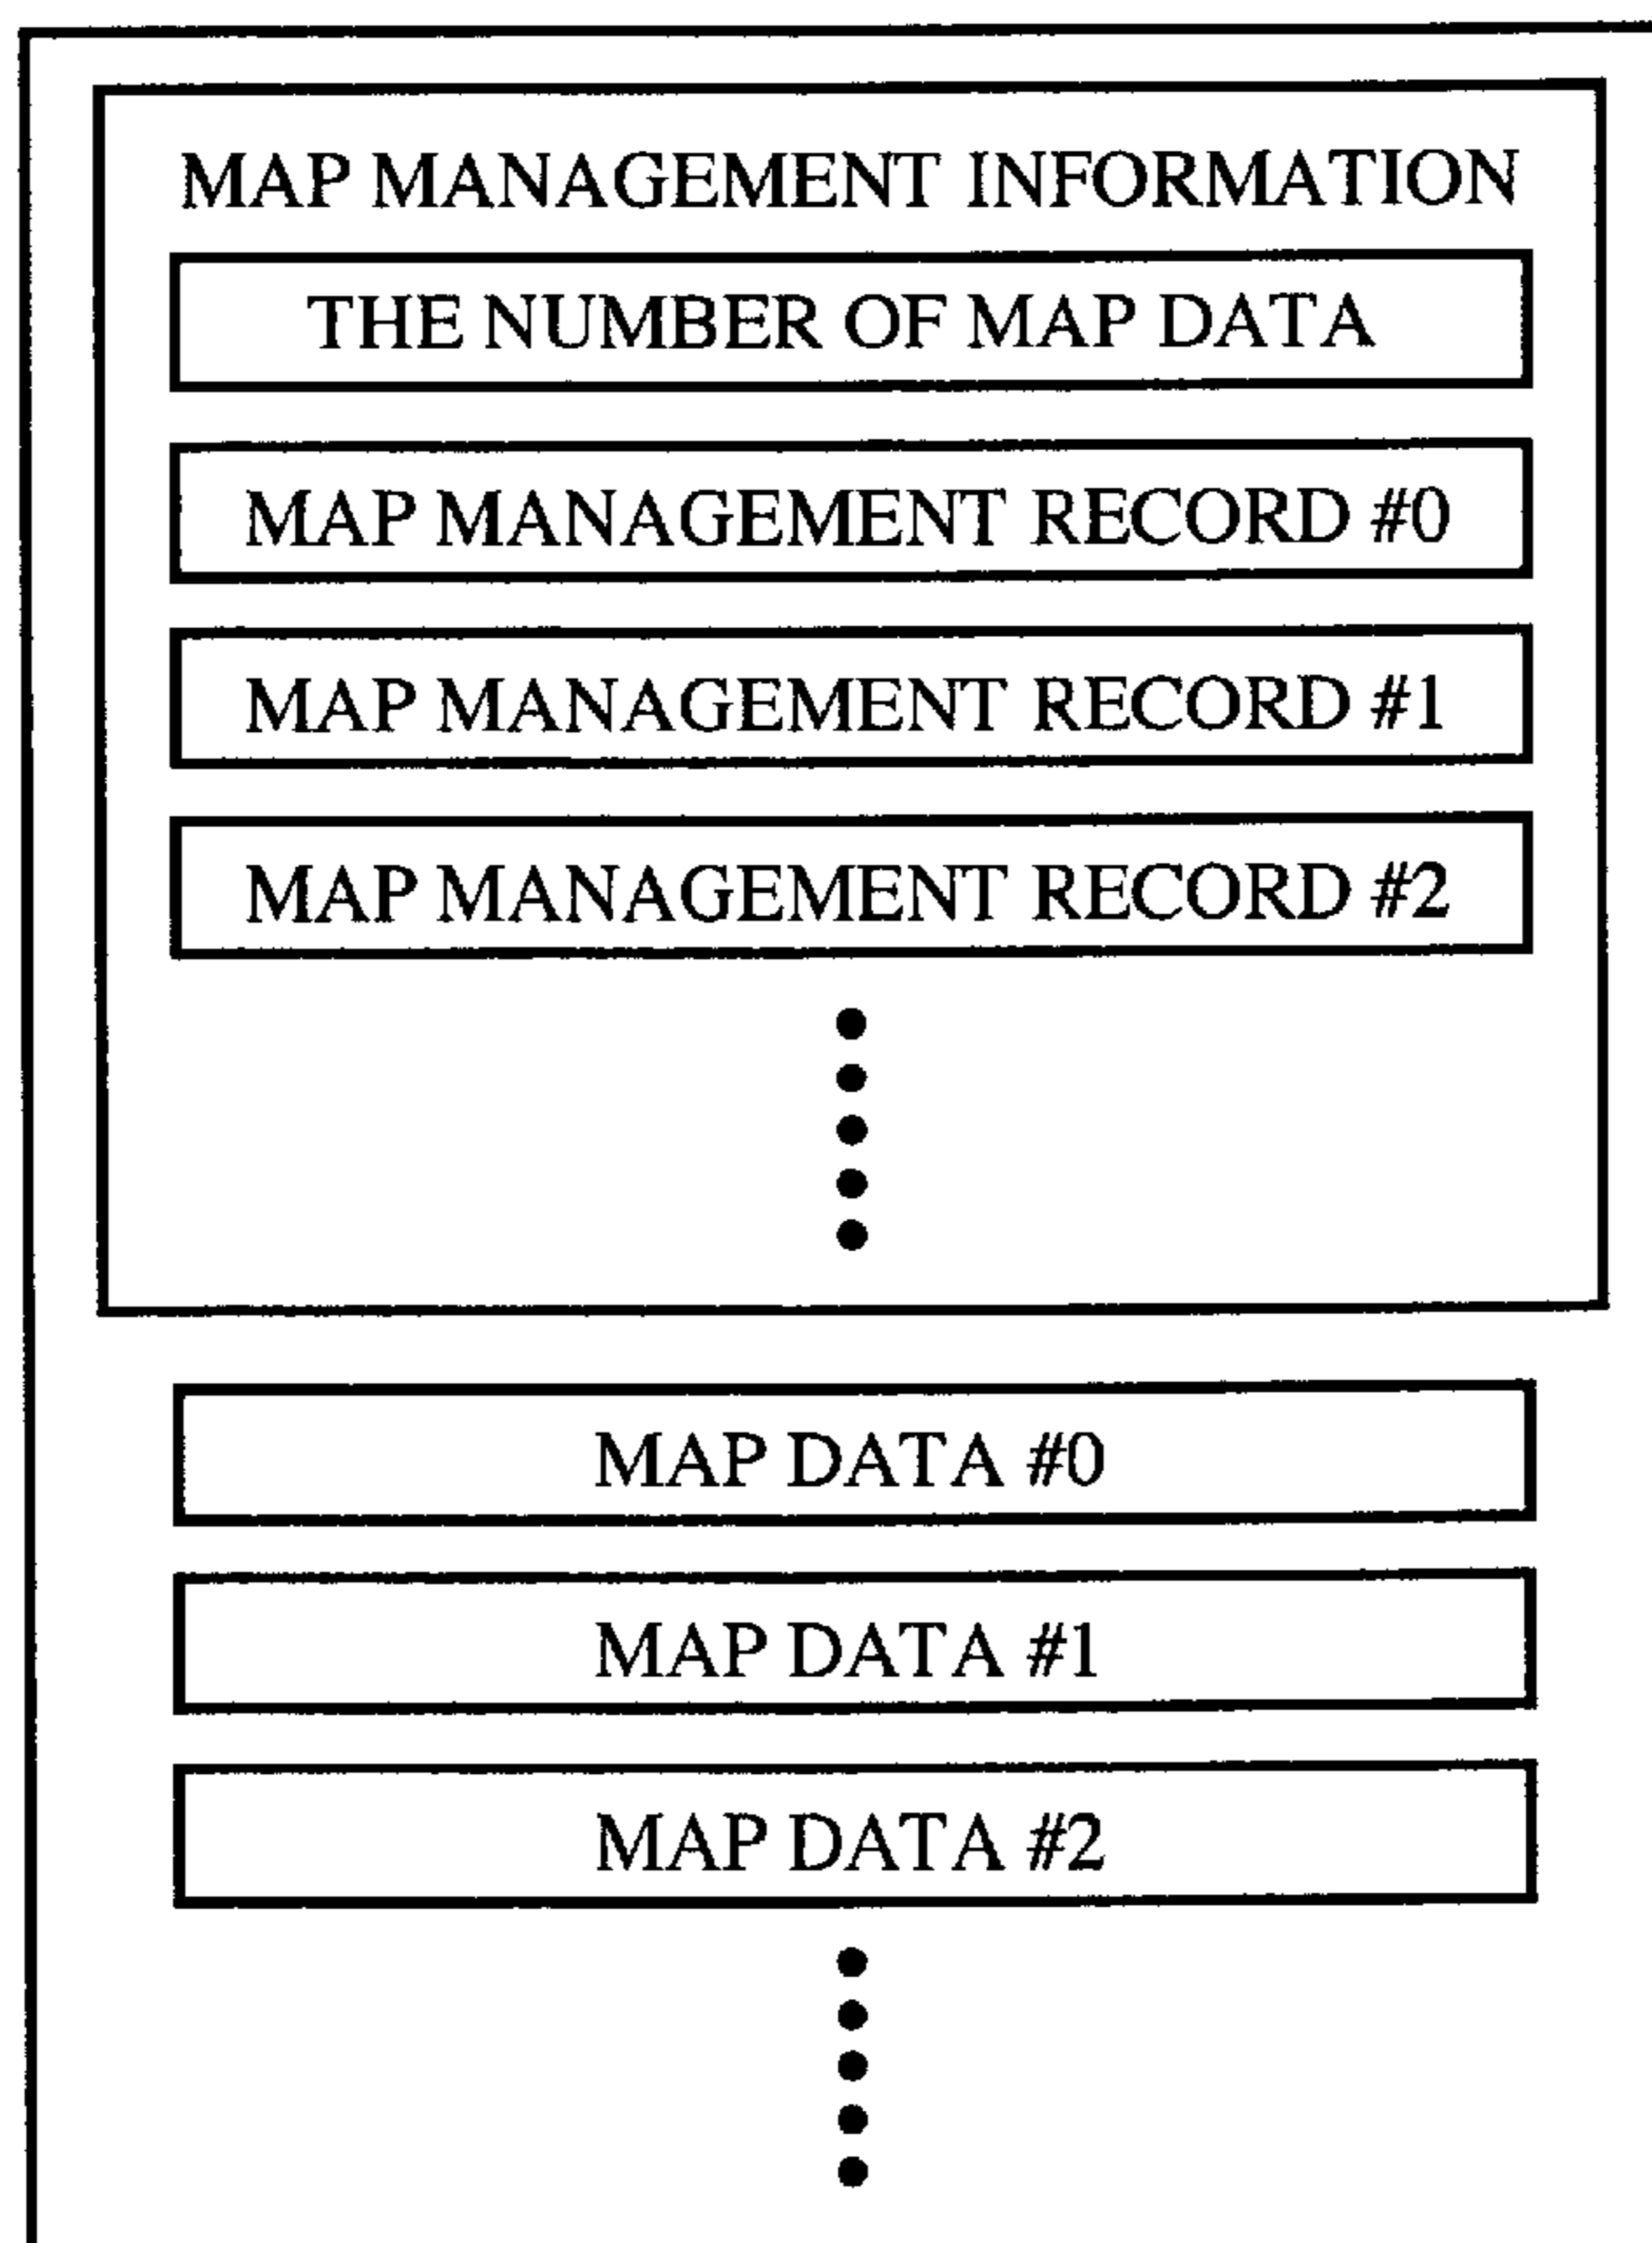 MAP MANAGEMENT INFORMATION
THE NUMBER OF MAP DATA
MAP MANAGEMENT RECORD #0
MAP MANAGEMENT RECORD #1
MAP MANAGEMENT RECORD #2
MAP DATA #0
MAP DATA #1
MAP DATA #2